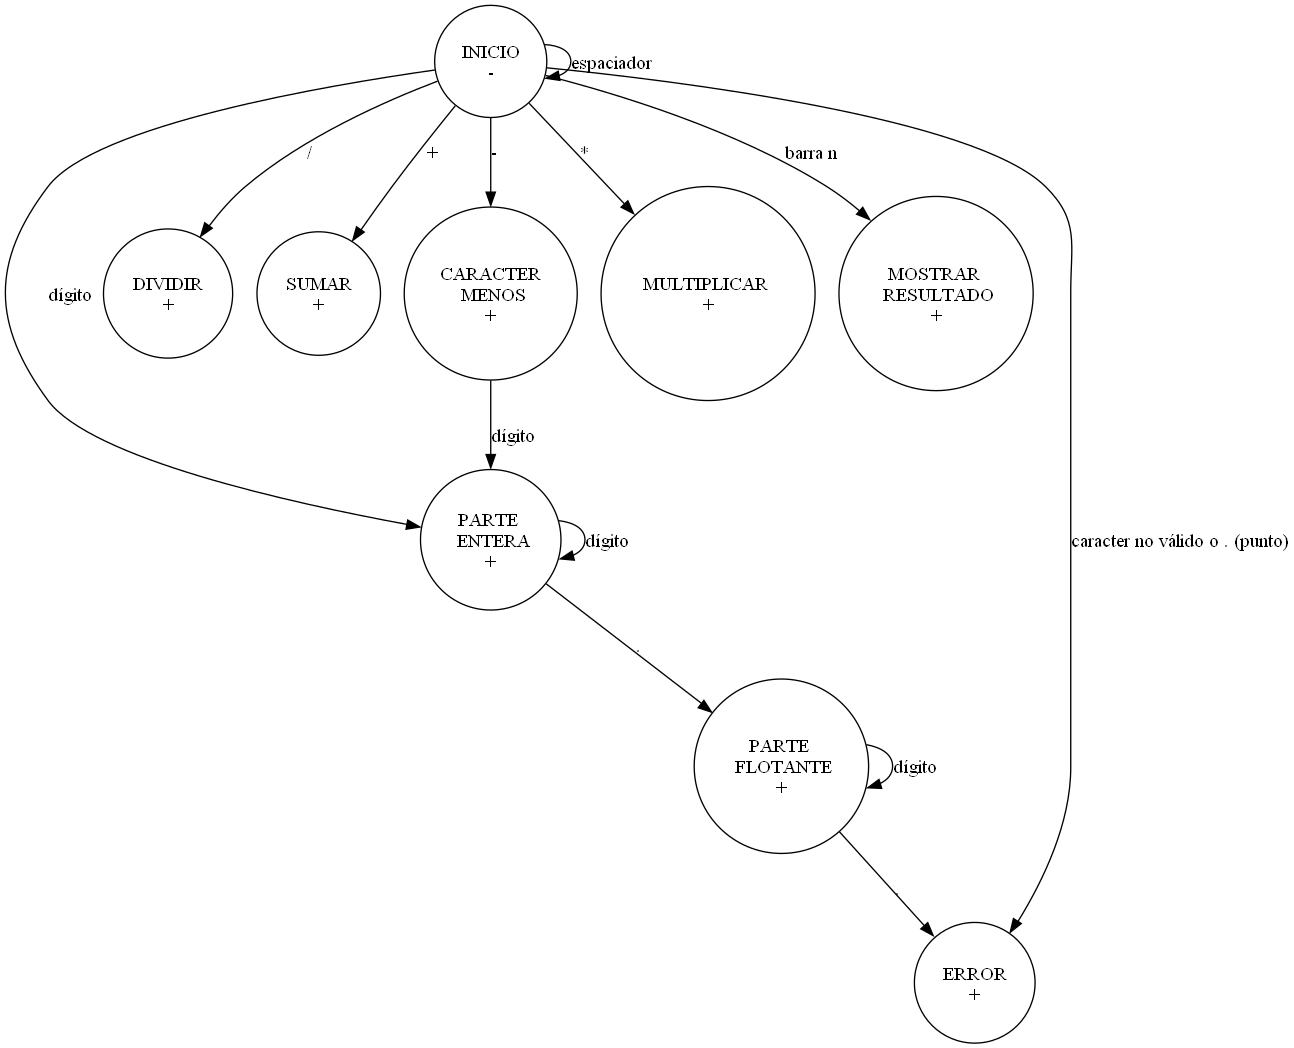 INICIO
-
espaciador
/
+
-
*
barra n
dígito
DIVIDIR
+
SUMAR
+
CARACTER
MENOS
+
MULTIPLICAR
+
MOSTRAR
RESULTADO
+
dígito
PARTE
ENTERA
+
dígito
caracter no válido o . (punto)
.
PARTE
FLOTANTE
+
dígito
.
ERROR
+